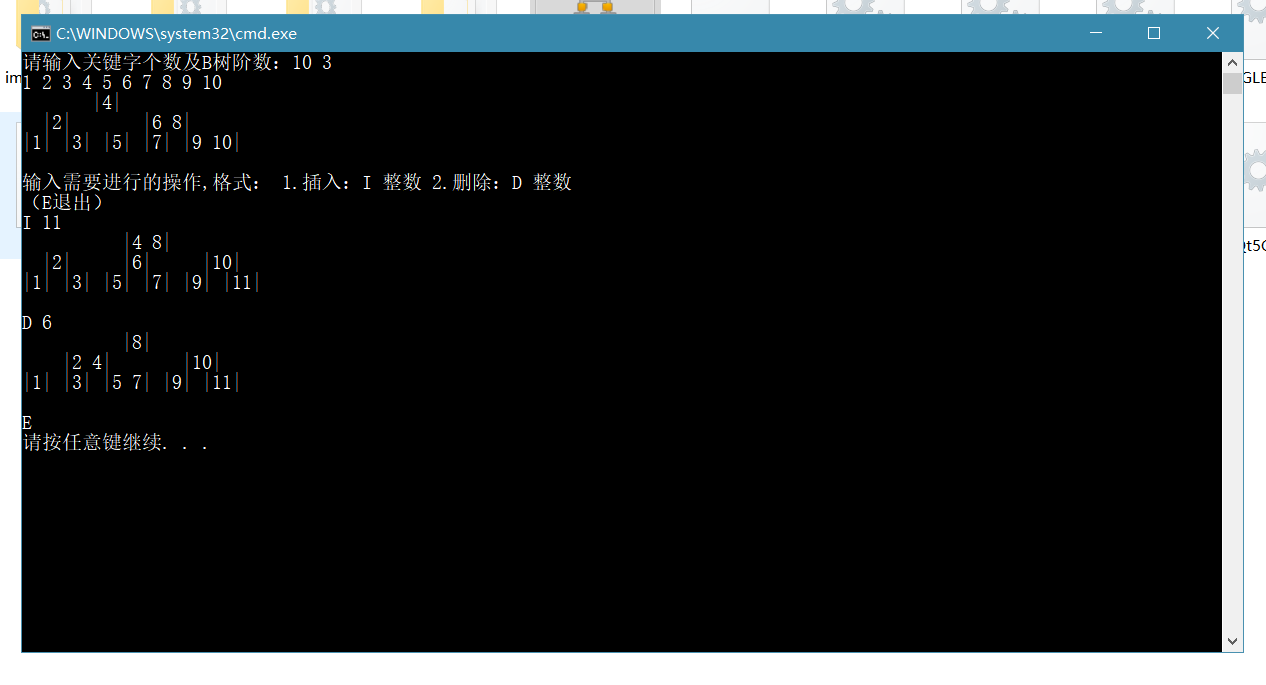 C:\WINDOWS\system32\cmd.exe
im
GLE
Qt5C
请输入关键字个数及B树阶数: 10 3
1 2 3 4 5 6 7 8 9 10
|4|
|2| |6 8|
|1| |3| |5| |7| |9 10|
输入需要进行的操作,格式: 1.插入: I 整数 2.删除: D 整数
（E退出）
I 11
|4 8|
|2| |6| |10|
|1| |3| |5| |7| |9| |11|
D 6
|8|
|2 4| |10|
|1| |3| |5 7| |9| |11|
E
请按任意键继续. . .